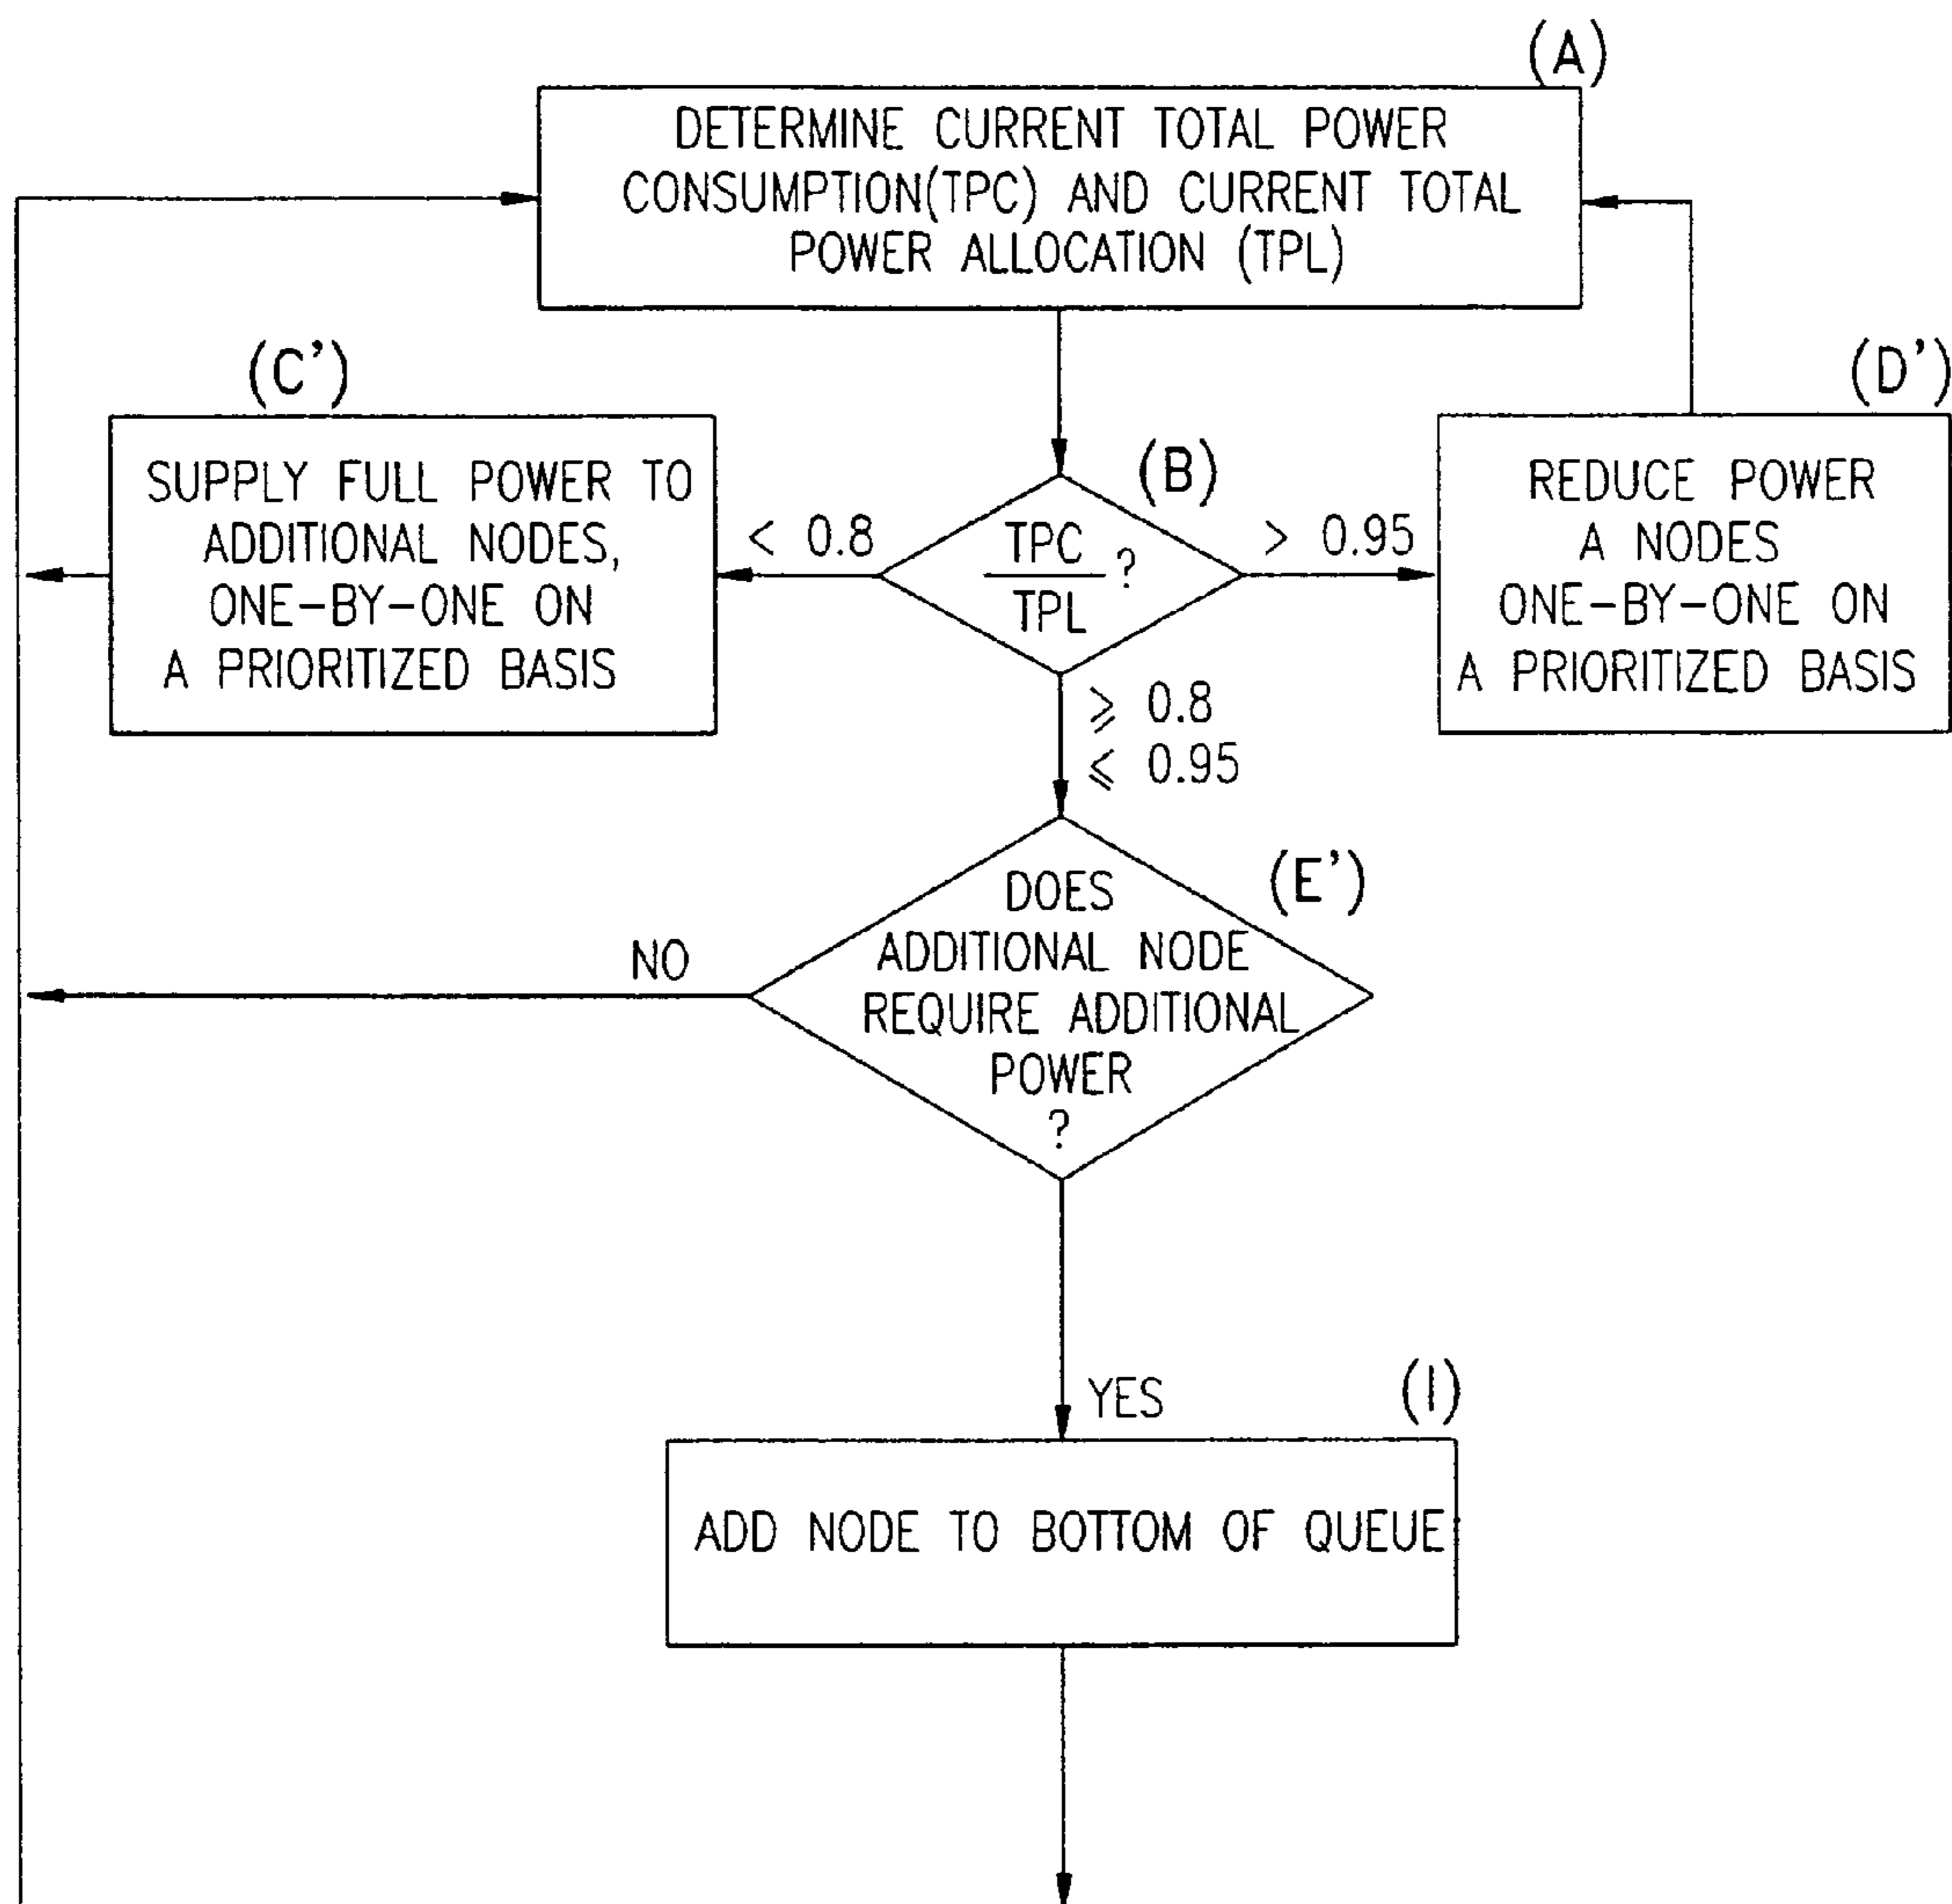 (A)
DETERMINE CURRENT TOTAL POWER
CONSUMPTION(TPC) AND CURRENT TOTAL
POWER ALLOCATION (TPL)
(C')
SUPPLY FULL POWER TO
ADDITIONAL NODES,
ONE-BY-ONE ON
A PRIORITIZED BASIS
< 0.8
(B)
TPC
?
TPL
> 0.95
(D')
REDUCE POWER
A NODES
ONE-BY-ONE ON
A PRIORITIZED BASIS
⩾ 0.8
⩽ 0.95
(E')
DOES
ADDITIONAL NODE
REQUIRE ADDITIONAL
POWER
?
NO
YES
(I)
ADD NODE TO BOTTOM OF QUEUE